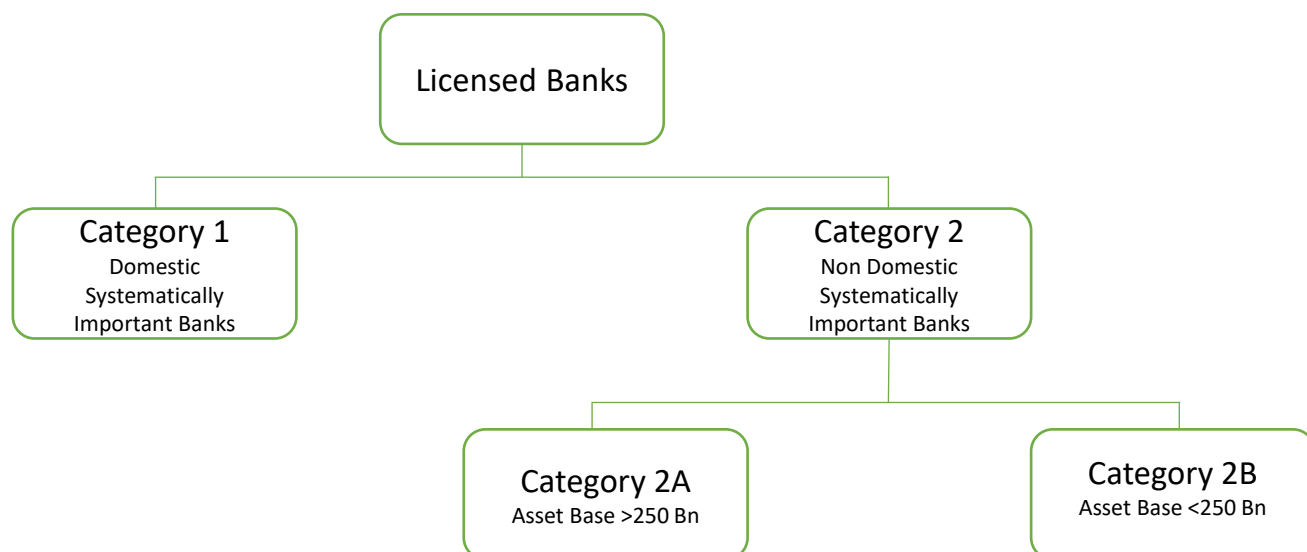 Licensed Banks
Category 1
Domestic
Systematically
Important Banks
Category 2
Non Domestic
Systematically
Important Banks
Category 2A
Asset Base >250 Bn
Category 2B
Asset Base <250 Bn